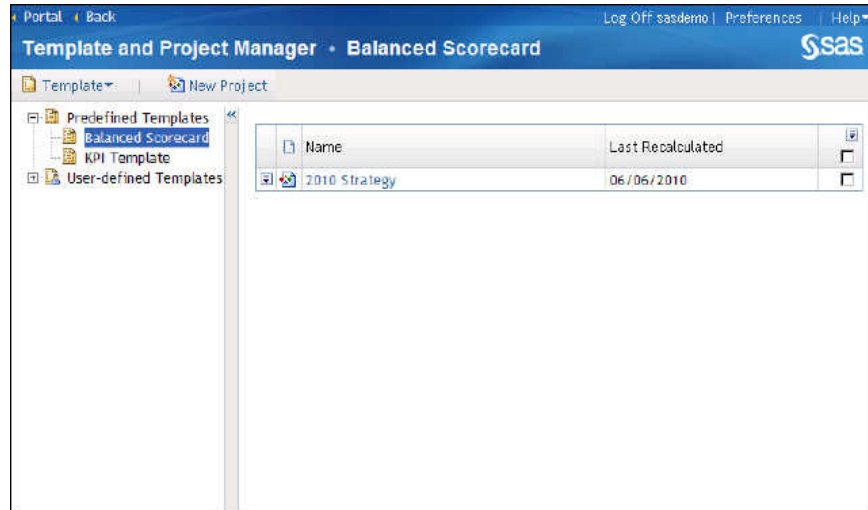 Portal Back Log Off sasdemo | Preferences | Help
Template and Project Manager • Balanced Scorecard sas
Template | New Project
Predefined Templates
Balanced Scorecard
KPI Template
User-defined Templates
Name Last Recalculated
2010 Strategy 06/06/2010